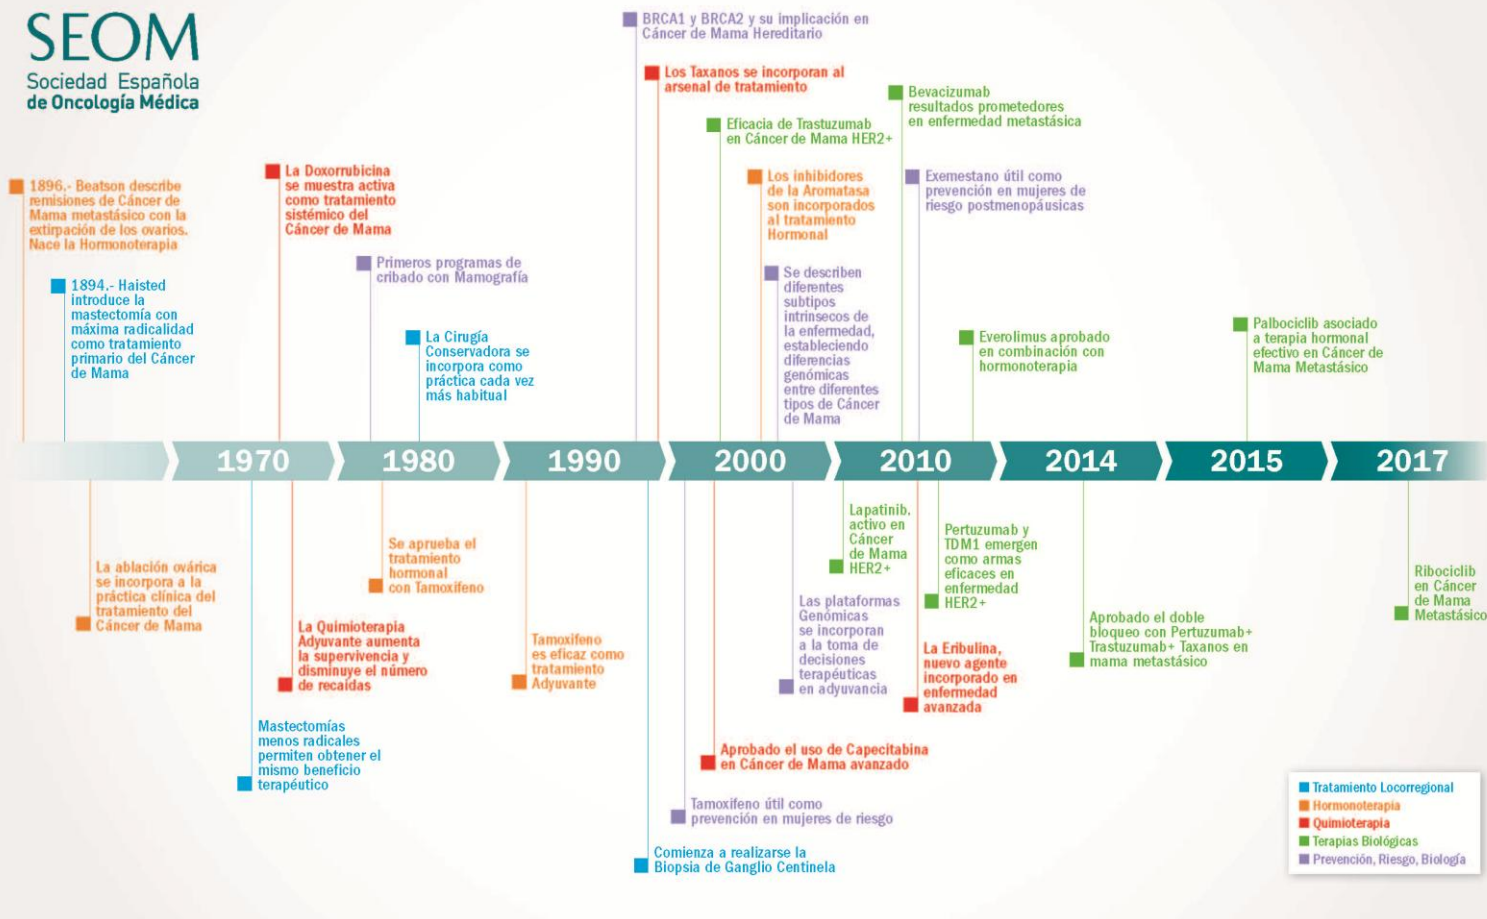 SEOM
Sociedad Española
de Oncología Médica
BRCA1 y BRCA2 y su implicación en
Cáncer de Mama Hereditario
Los Taxanos se incorporan al
arsenal de tratamiento
Bevacizumab
resultados prometedores
en enfermedad metastásica
Eficacia de Trastuzumab
en Cáncer de Mama HER2+
1896.- Beatson describe
remisiones de Cáncer de
Mama metastásico con la
extirpación de los ovarios.
Nace la Hormonoterapia
La Doxorrubicina
se muestra activa
como tratamiento
sistémico del
Cáncer de Mama
Los inhibidores
de la Aromatasa
son incorporados
al tratamiento
Hormonal
Exemestano útil como
prevención en mujeres de
riesgo postmenopáusicas
1894.- Haisted
introduce la
mastectomía con
máxima radicalidad
como tratamiento
primario del Cáncer
de Mama
Primeros programas de
cribado con Mamografía
Se describen
diferentes
subtipos
intrinsecos de
la enfermedad,
estableciendo
diferencias
genómicas
entre diferentes
tipos de Cáncer
de Mama
La Cirugía
Conservadora se
incorpora como
práctica cada vez
más habitual
Everolimus aprobado
en combinación con
hormonoterapia
Palbociclib asociado
a terapia hormonal
efectivo en Cáncer de
Mama Metastásico
1970
1980
1990
2000
2010
2014
2015
2017
La ablación ovárica
se incorpora a la
práctica clínica del
tratamiento del
Cáncer de Mama
Se aprueba el
tratamiento
hormonal
con Tamoxifeno
Lapatinib.
activo en
Cáncer
de Mama
HER2+
Pertuzumab y
TDM1 emergen
como armas
eficaces en
enfermedad
HER2+
Ribociclib
en Cáncer
de Mama
Metastásico
La Quimioterapia
Adyuvante aumenta
la supervivencia y
disminuye el número
de recaídas
Tamoxifeno
es eficaz como
tratamiento
Adyuvante
Las plataformas
Genómicas
se incorporan
a la toma de
decisiones
terapéuticas
en adyuvancia
La Eribulina,
nuevo agente
incorporado en
enfermedad
avanzada
Aprobado el doble
bloqueo con Pertuzumab+
Trastuzumab+ Taxanos en
mama metastásico
Mastectomías
menos radicales
permiten obtener el
mismo beneficio
terapéutico
Aprobado el uso de Capecitabina
en Cáncer de Mama avanzado
Tamoxifeno útil como
prevención en mujeres de riesgo
Comienza a realizarse la
Biopsia de Ganglio Centinela
Tratamiento Locorregional
Hormonoterapia
Quimioterapia
Terapias Biológicas
Prevención, Riesgo, Biología